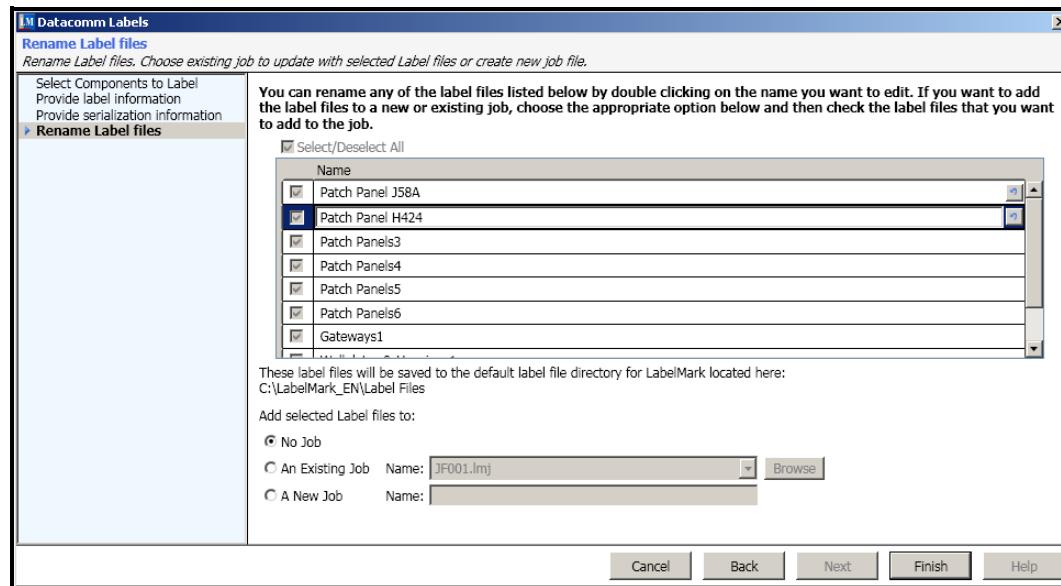 LM Datacomm Labels
Rename Label files
Rename Label files. Choose existing job to update with selected Label files or create new job file.
Select Components to Label
Provide label information
Provide serialization information
Rename Label files
You can rename any of the label files listed below by double clicking on the name you want to edit. If you want to add
the label files to a new or existing job, choose the appropriate option below and then check the label files that you want
to add to the job.
Select/Deselect All
Name
Patch Panel J58A
Patch Panel H424
Patch Panels3
Patch Panels4
Patch Panels5
Patch Panels6
Gateways1
These label files will be saved to the default label file directory for LabelMark located here:
C:\LabelMark_EN\Label Files
Add selected Label files to:
No Job
An Existing Job Name: JF001.lmj Browse
A New Job Name:
Cancel Back Next Finish Help